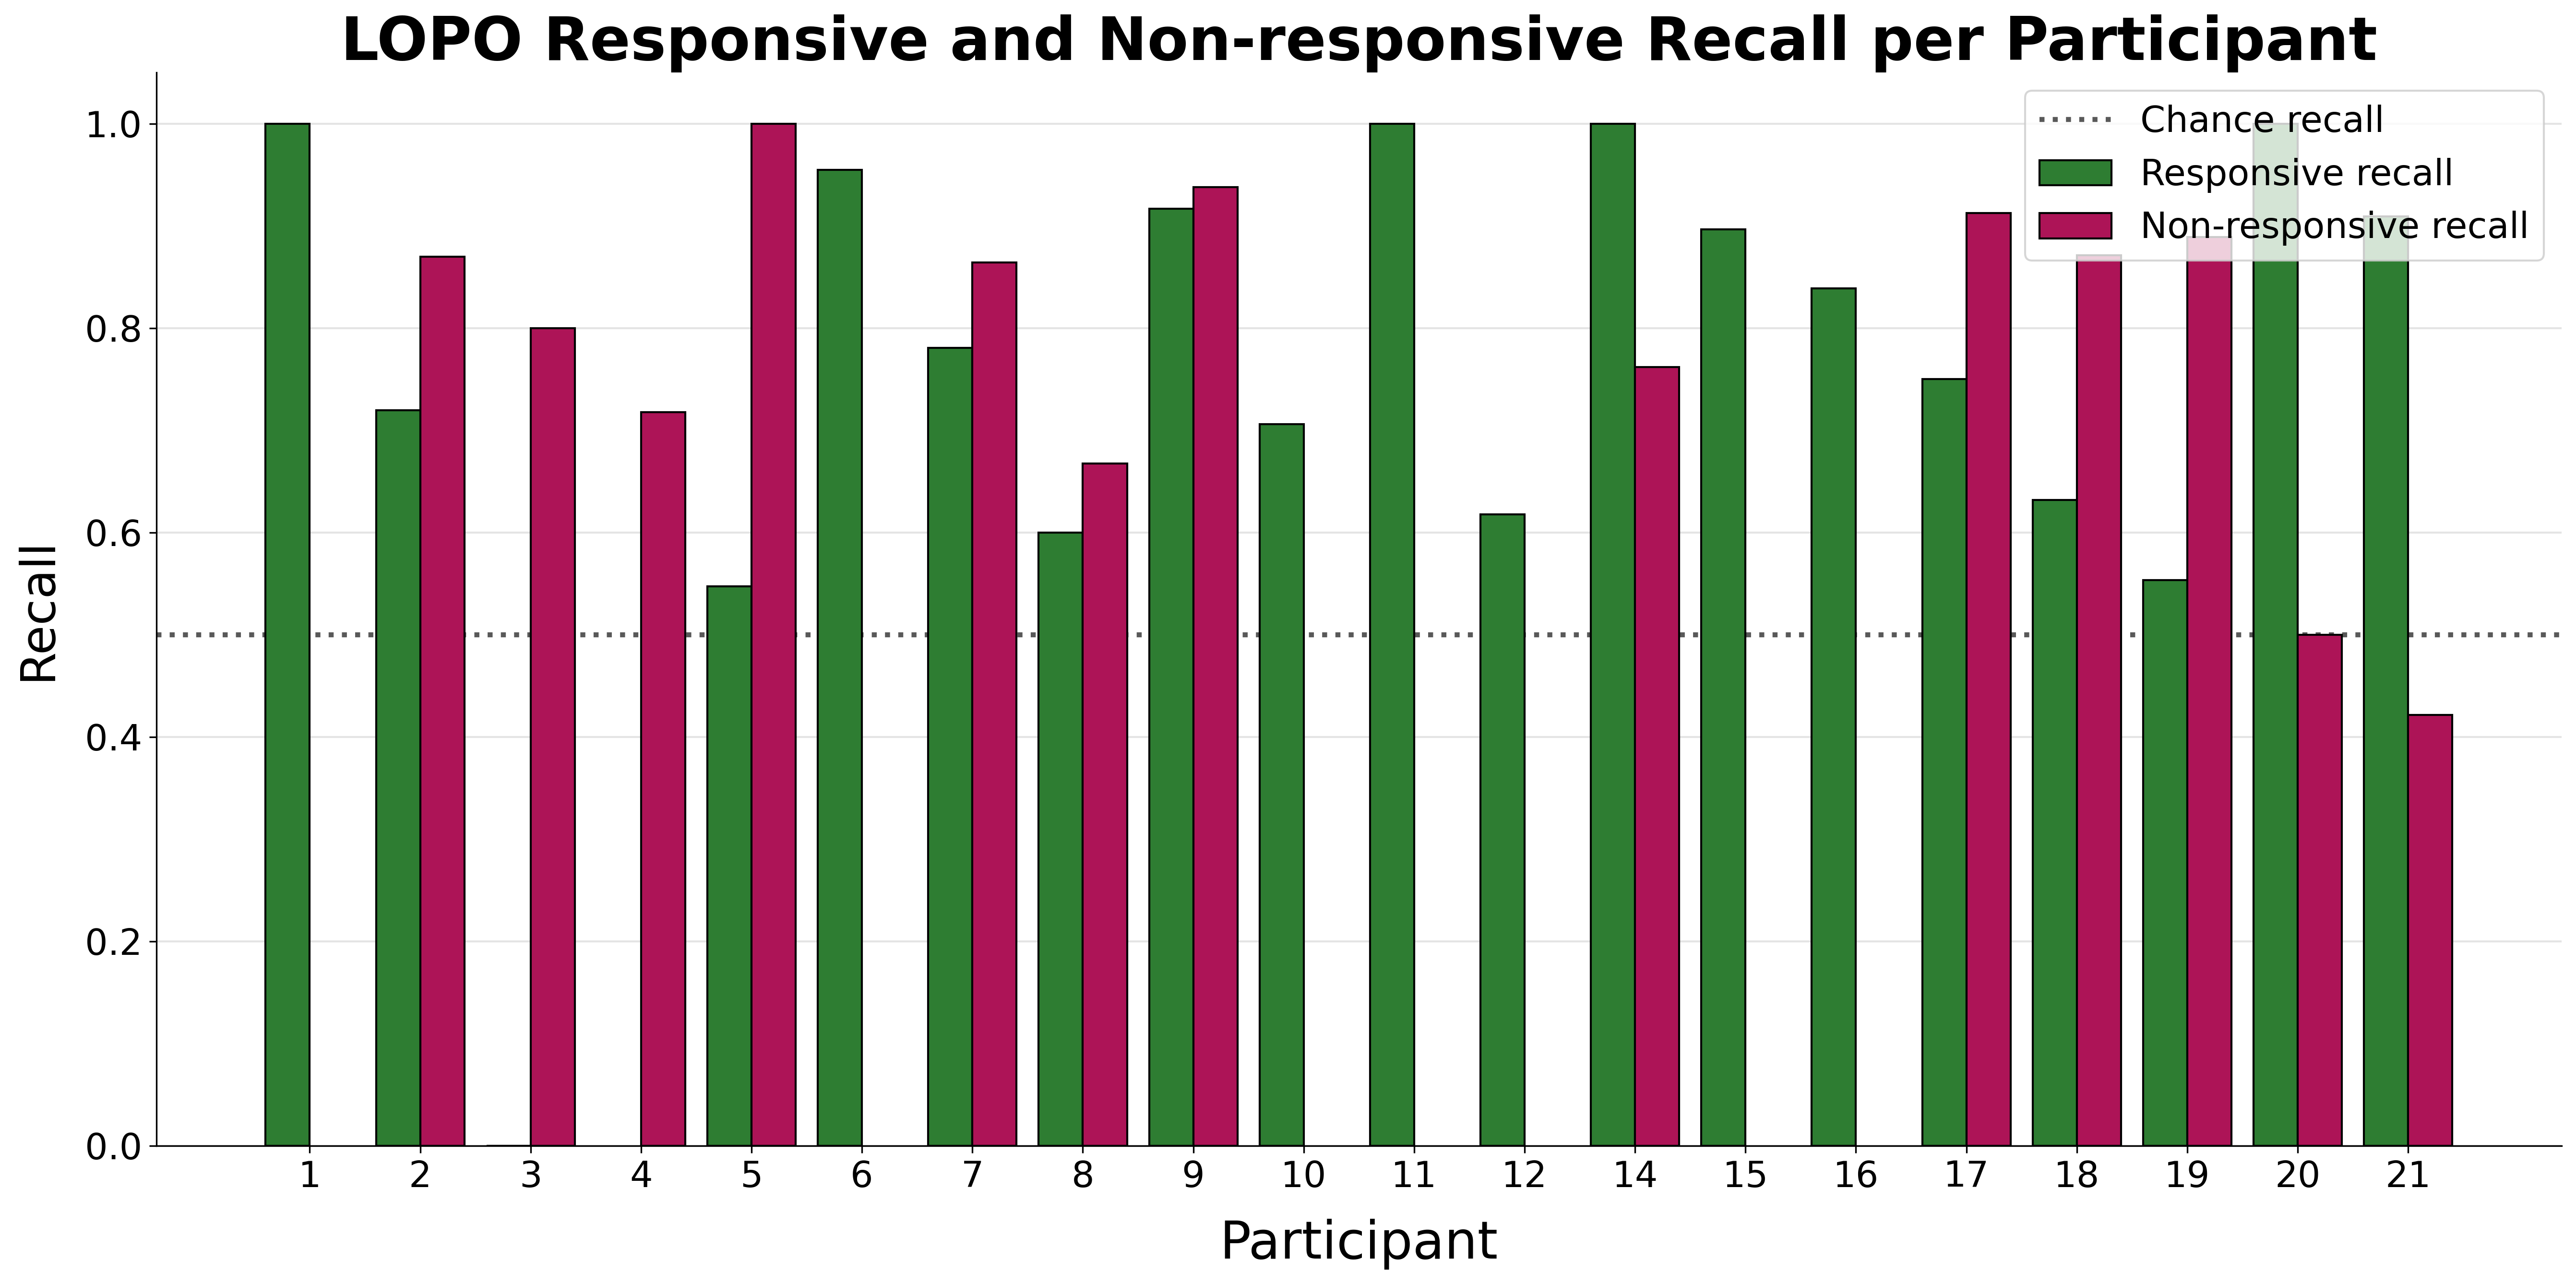 LOPO Responsive and Non-responsive Recall per Participant
Chance recall
Responsive recall
Non-responsive recall
1.0
0.8
0.6
0.4
0.2
0.0
Recall
1 2 3 4 5 6 7 8 9 10 11 12 14 15 16 17 18 19 20 21
Participant